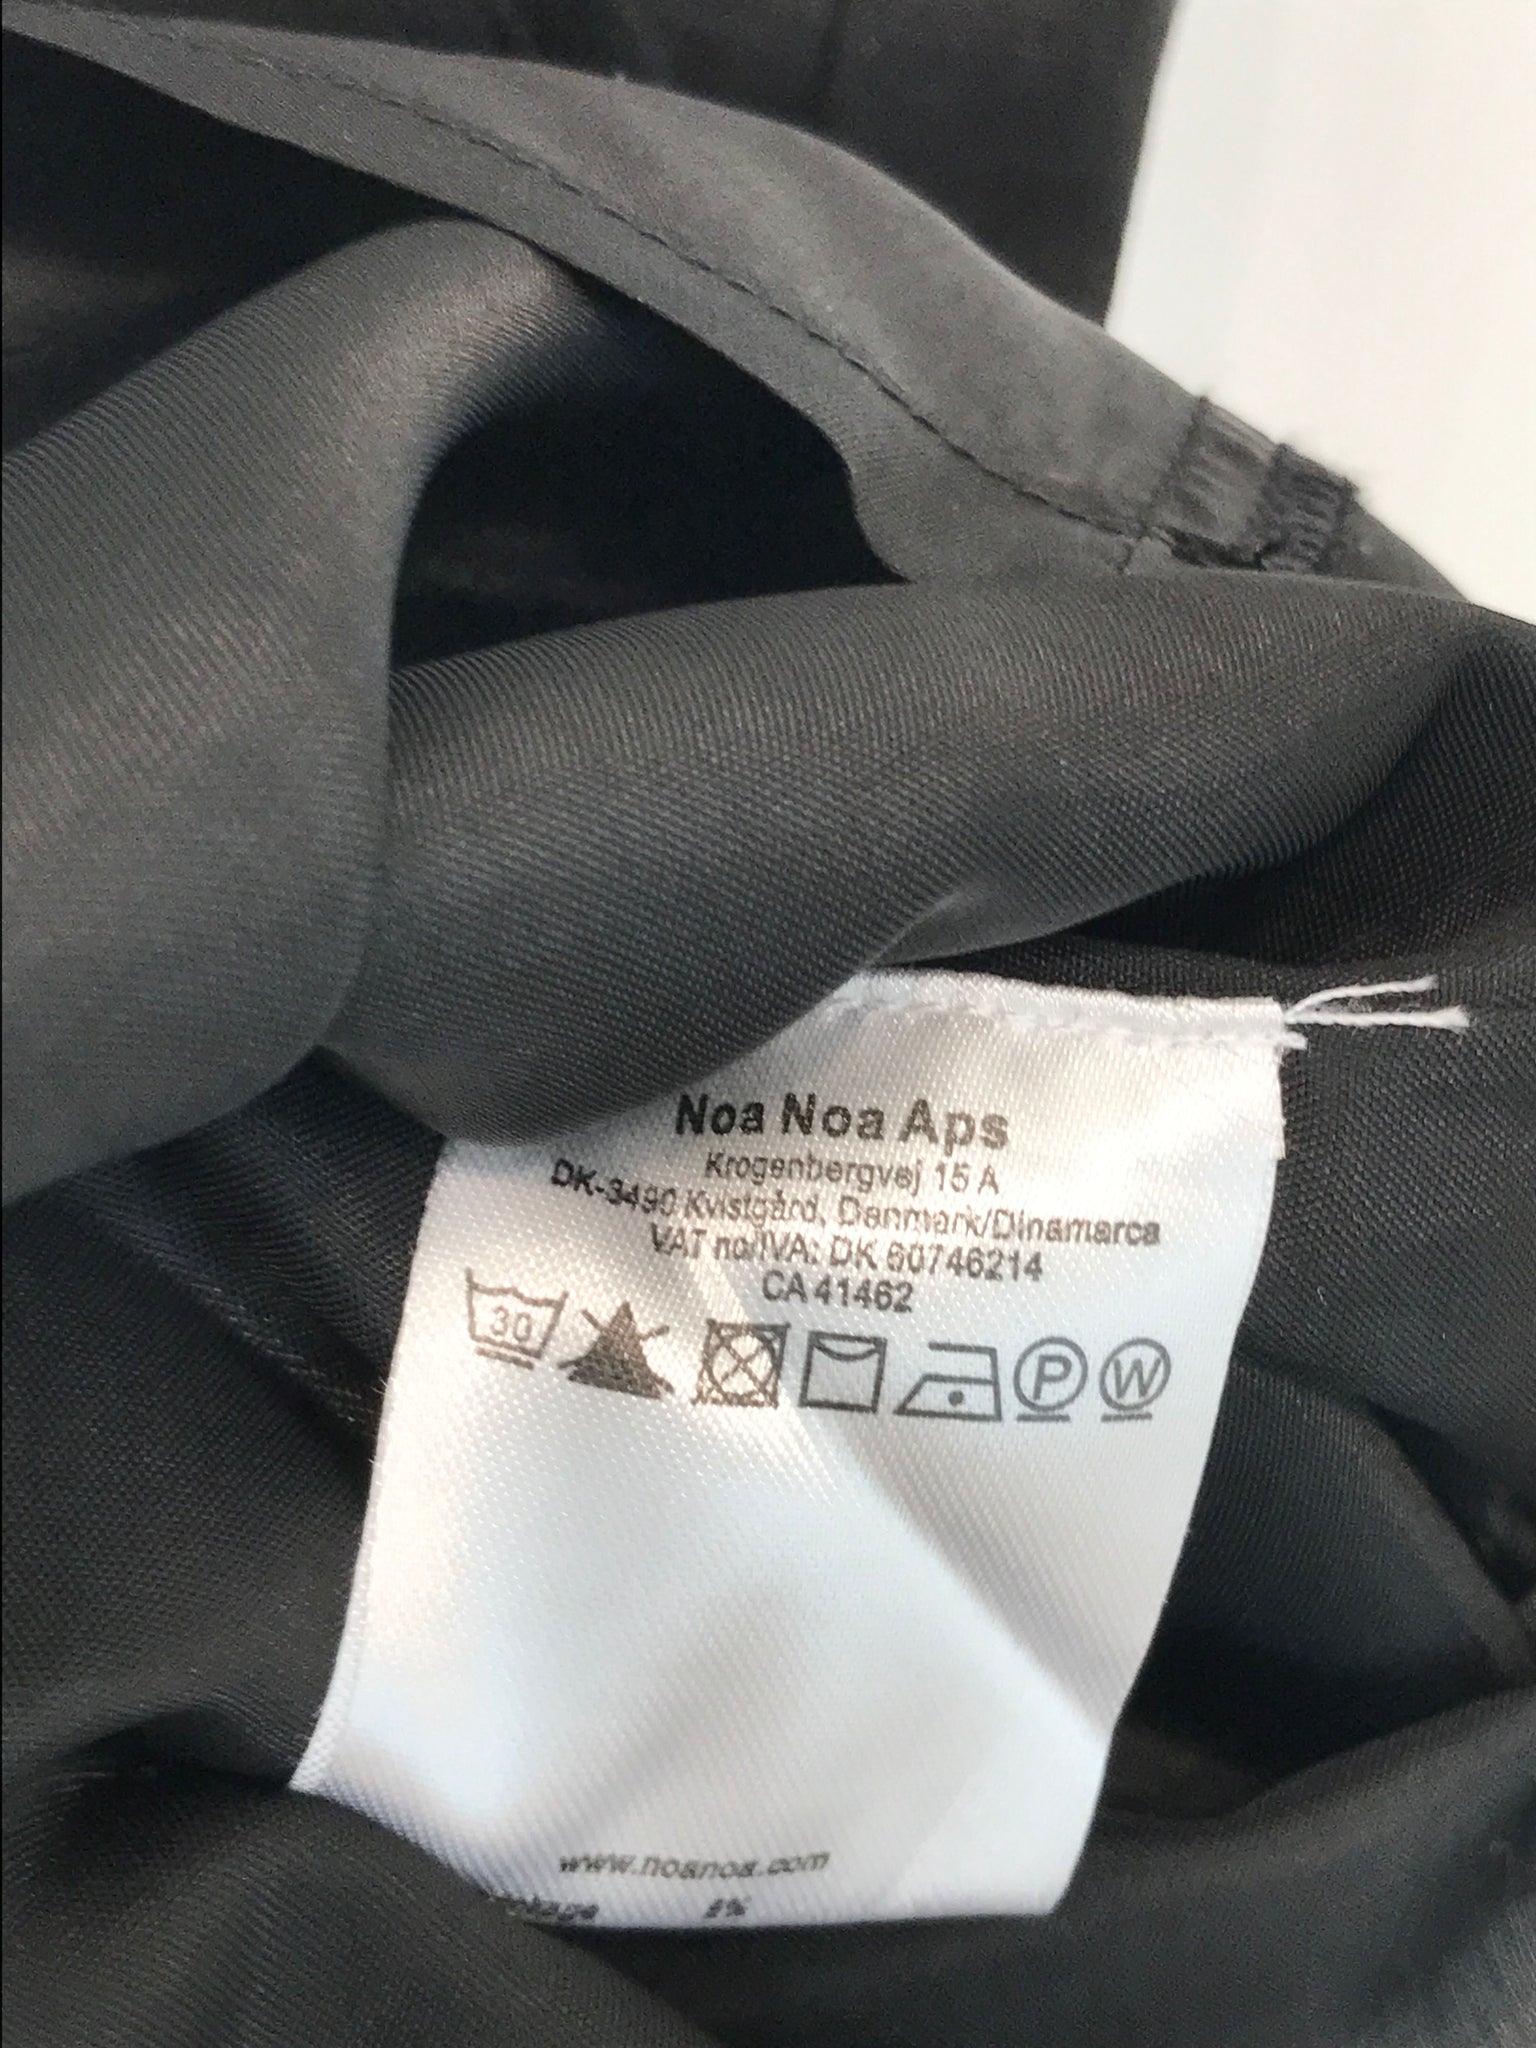 Noa Noa Aps
Krogenbergvej 15 A
DK-3490 Kvistgård, Denmark/Dinamarca
VAT no/IVA: DK 60746214
CA 41462
30
P W
www.noanoa.com